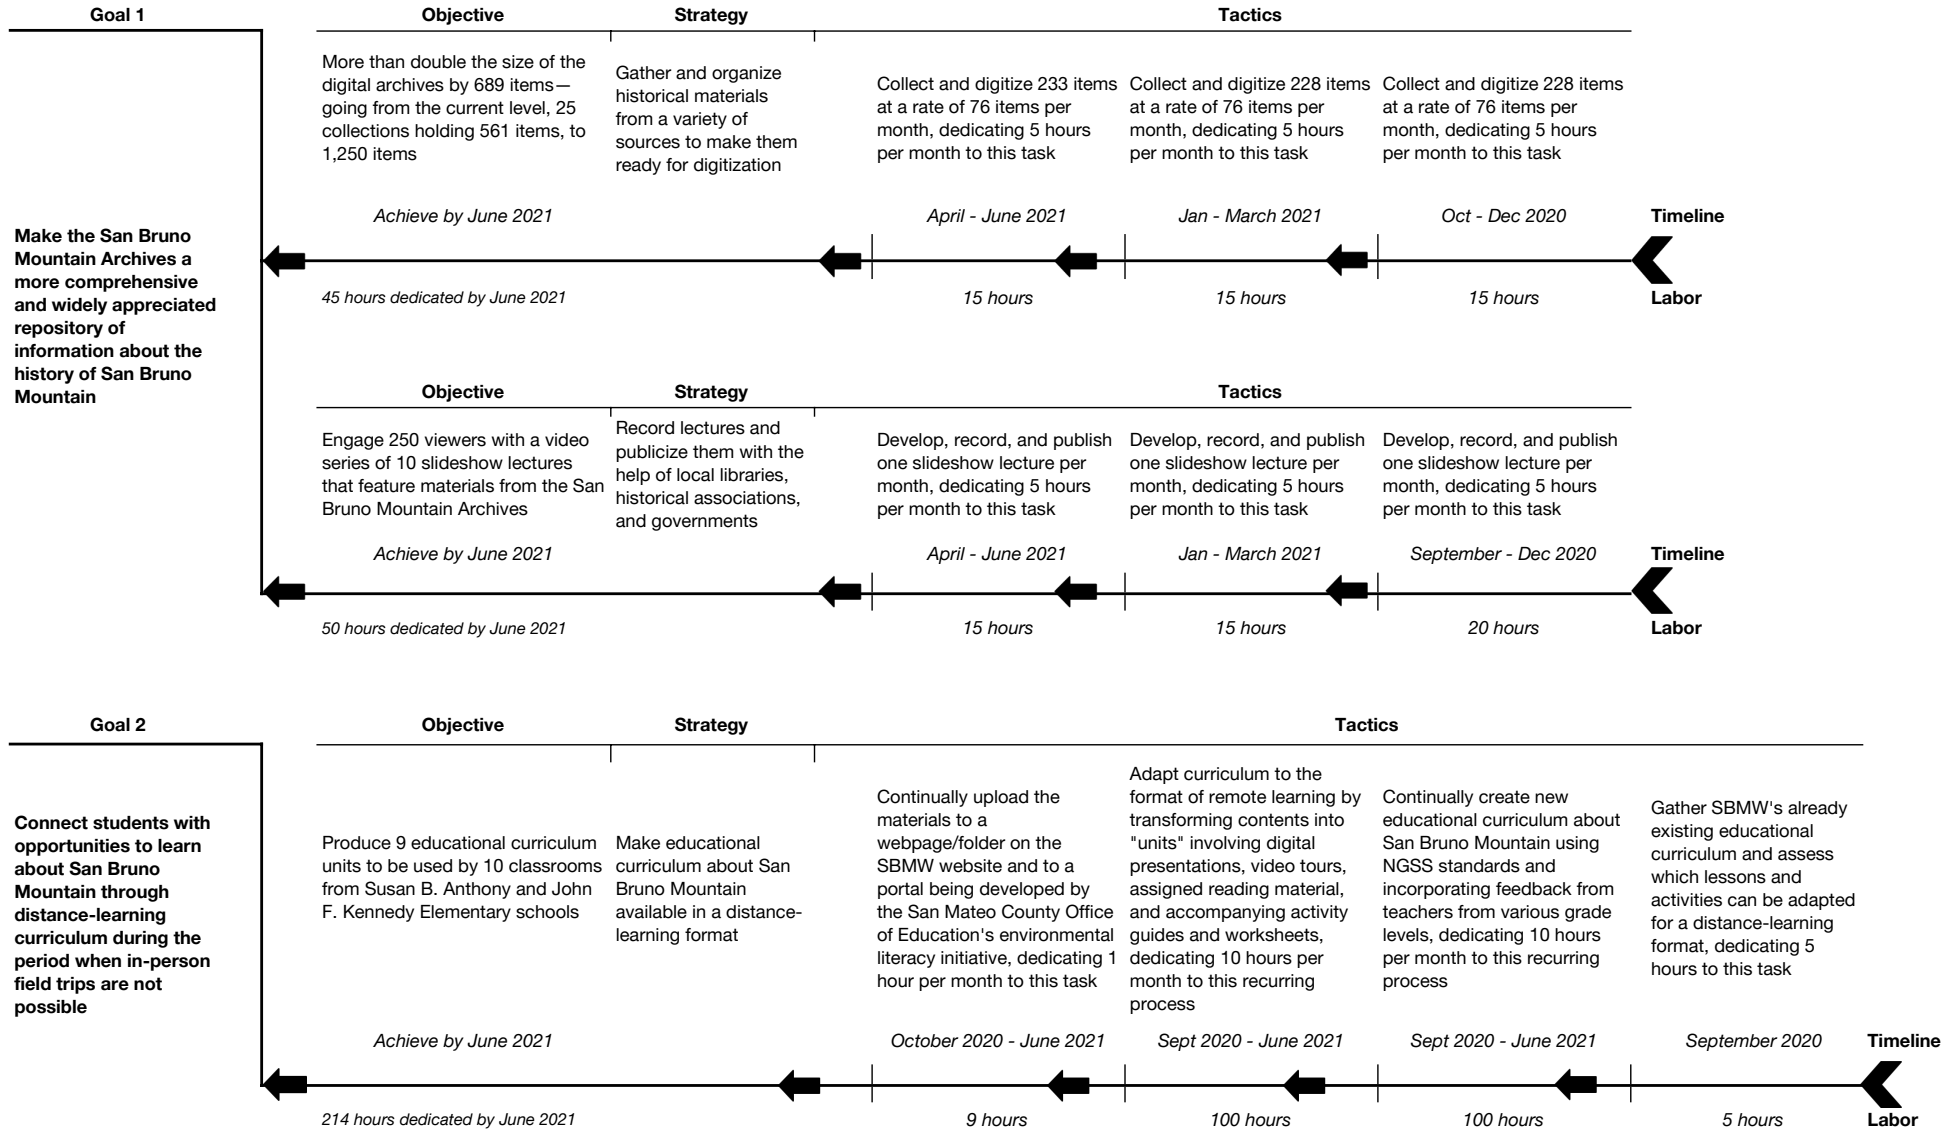 Goal 1
Objective
Strategy
Tactics
More than double the size of the
digital archives by 689 items—
going from the current level, 25
collections holding 561 items, to
1,250 items
Gather and organize
historical materials
from a variety of
sources to make them
ready for digitization
Collect and digitize 233 items
at a rate of 76 items per
month, dedicating 5 hours
per month to this task
Collect and digitize 228 items
at a rate of 76 items per
month, dedicating 5 hours
per month to this task
Collect and digitize 228 items
at a rate of 76 items per
month, dedicating 5 hours
per month to this task
Achieve by June 2021
April - June 2021
Jan - March 2021
Oct - Dec 2020
Timeline
Make the San Bruno
Mountain Archives a
more comprehensive
and widely appreciated
repository of
information about the
history of San Bruno
Mountain
45 hours dedicated by June 2021
15 hours
15 hours
15 hours
Labor
Objective
Strategy
Tactics
Engage 250 viewers with a video
series of 10 slideshow lectures
that feature materials from the San
Bruno Mountain Archives
Record lectures and
publicize them with the
help of local libraries,
historical associations,
and governments
Develop, record, and publish
one slideshow lecture per
month, dedicating 5 hours
per month to this task
Develop, record, and publish
one slideshow lecture per
month, dedicating 5 hours
per month to this task
Develop, record, and publish
one slideshow lecture per
month, dedicating 5 hours
per month to this task
Achieve by June 2021
April - June 2021
Jan - March 2021
September - Dec 2020
Timeline
50 hours dedicated by June 2021
15 hours
15 hours
20 hours
Labor
Goal 2
Objective
Strategy
Tactics
Connect students with
opportunities to learn
about San Bruno
Mountain through
distance-learning
curriculum during the
period when in-person
field trips are not
possible
Produce 9 educational curriculum
units to be used by 10 classrooms
from Susan B. Anthony and John
F. Kennedy Elementary schools
Make educational
curriculum about San
Bruno Mountain
available in a distance-
learning format
Continually upload the
materials to a
webpage/folder on the
SBMW website and to a
portal being developed by
the San Mateo County Office
of Education's environmental
literacy initiative, dedicating 1
hour per month to this task
Adapt curriculum to the
format of remote learning by
transforming contents into
"units" involving digital
presentations, video tours,
assigned reading material,
and accompanying activity
guides and worksheets,
dedicating 10 hours per
month to this recurring
process
Continually create new
educational curriculum about
San Bruno Mountain using
NGSS standards and
incorporating feedback from
teachers from various grade
levels, dedicating 10 hours
per month to this recurring
process
Gather SBMW's already
existing educational
curriculum and assess
which lessons and
activities can be adapted
for a distance-learning
format, dedicating 5
hours to this task
Achieve by June 2021
October 2020 - June 2021
Sept 2020 - June 2021
Sept 2020 - June 2021
September 2020
Timeline
214 hours dedicated by June 2021
9 hours
100 hours
100 hours
5 hours
Labor